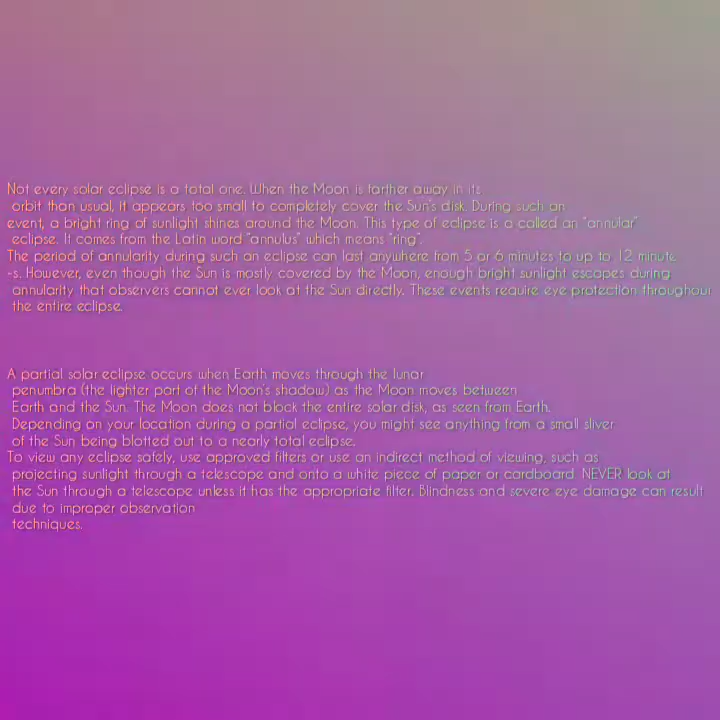 Not every solar eclipse is a total one. When the Moon is farther away in its
orbit than usual, it appears too small to completely cover the Sun's disk. During such an
event, a bright ring of sunlight shines around the Moon. This type of eclipse is a called an "annular"
eclipse. It comes from the Latin word "annulus" which means "ring".
The period of annularity during such an eclipse can last anywhere from 5 or 6 minutes to up to 12 minute
-s. However, even though the Sun is mostly covered by the Moon, enough bright sunlight escapes during
annularity that observers cannot ever look at the Sun directly. These events require eye protection throughout
the entire eclipse.
A partial solar eclipse occurs when Earth moves through the lunar
penumbra (the lighter part of the Moon's shadow) as the Moon moves between
Earth and the Sun. The Moon does not block the entire solar disk, as seen from Earth.
Depending on your location during a partial eclipse, you might see anything from a small sliver
of the Sun being blotted out to a nearly total eclipse.
To view any eclipse safely, use approved filters or use an indirect method of viewing, such as
projecting sunlight through a telescope and onto a white piece of paper or cardboard. NEVER look at
the Sun through a telescope unless it has the appropriate filter. Blindness and severe eye damage can result
due to improper observation
techniques.